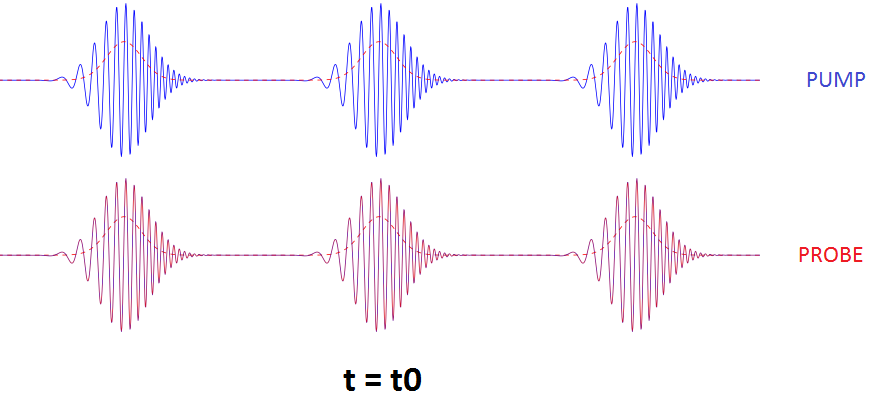 PUMP
PROBE
t = t0